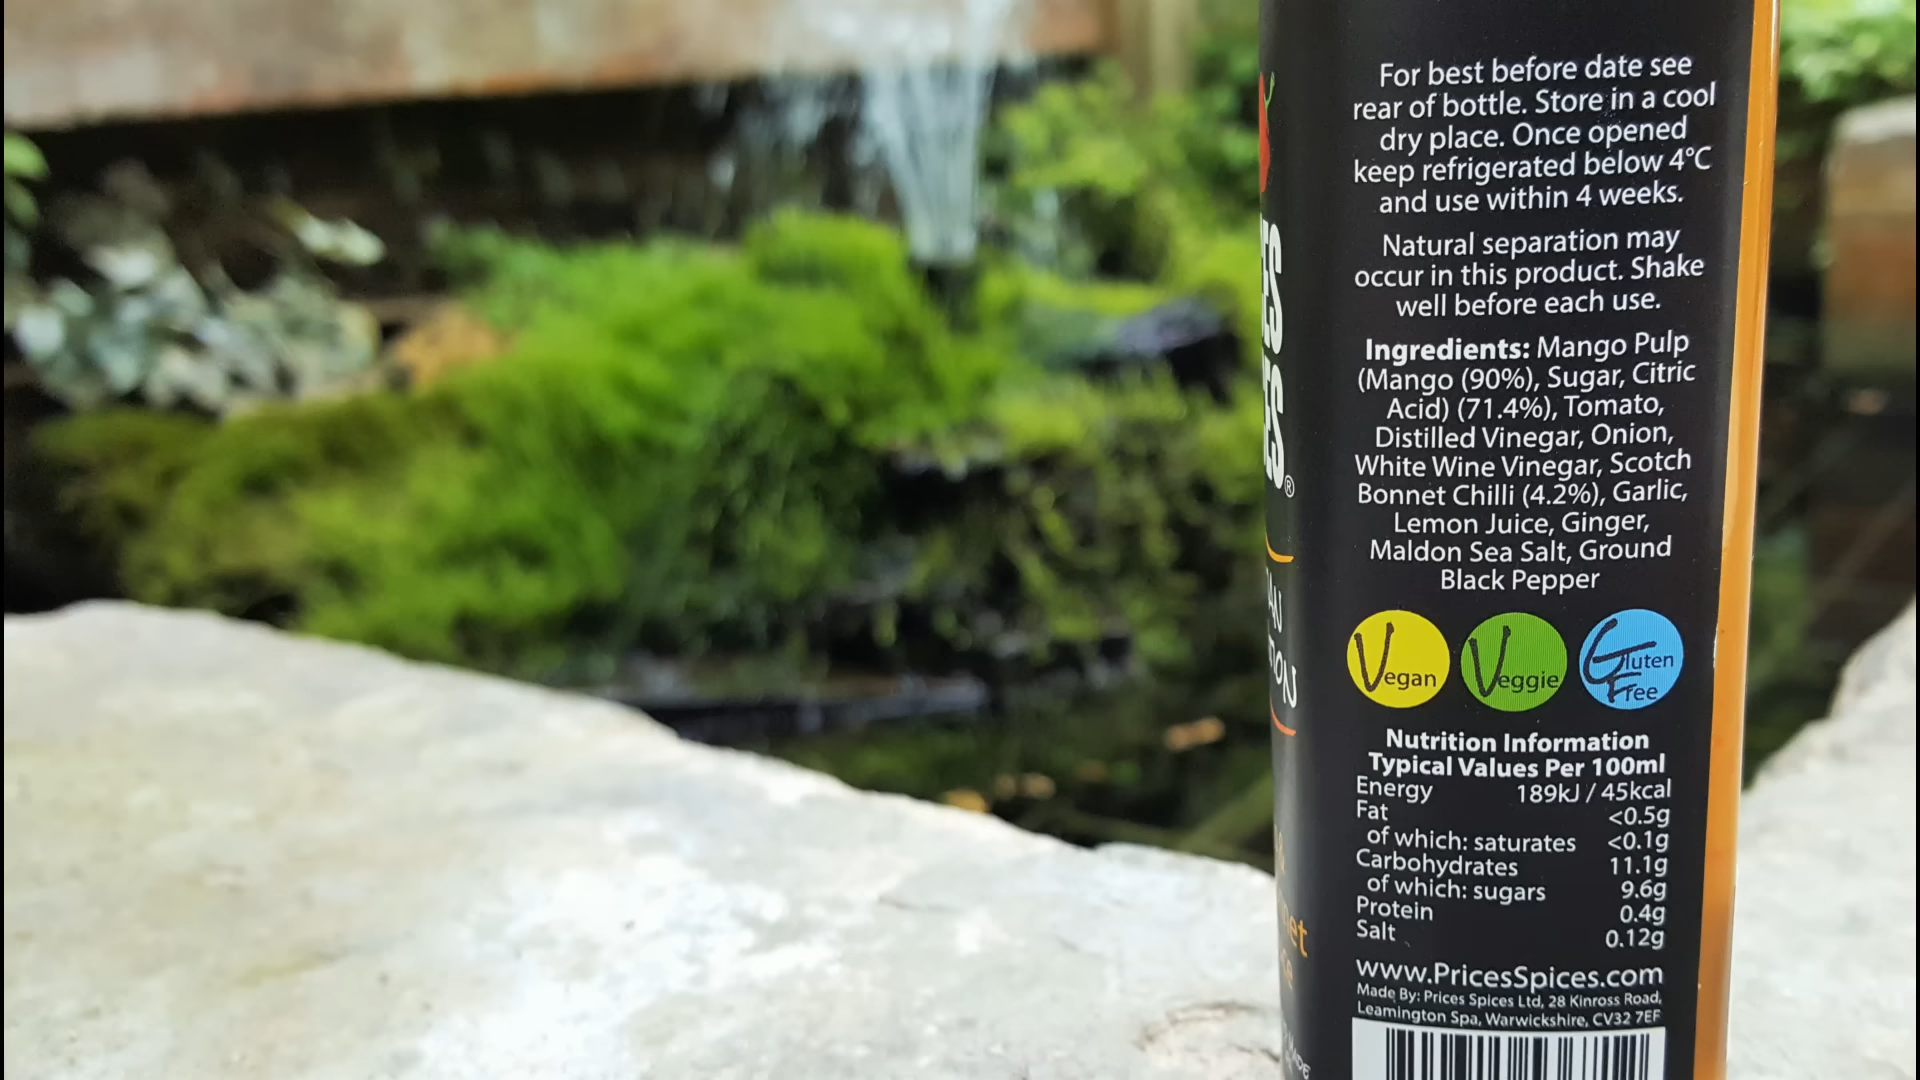 For best before date see
rear of bottle. Store in a cool
dry place. Once opened
keep refrigerated below 4°C
and use within 4 weeks.
Natural separation may
occur in this product. Shake
well before each use.
Ingredients: Mango Pulp
(Mango (90%), Sugar, Citric
Acid) (71.4%), Tomato,
Distilled Vinegar, Onion,
White Wine Vinegar, Scotch
Bonnet Chilli (4.2%), Garlic,
Lemon Juice, Ginger,
Maldon Sea Salt, Ground
Black Pepper
Vegan Veggie Gluten Free
Nutrition Information
Typical Values Per 100ml
Energy 189kJ / 45kcal
Fat <0.5g
of which: saturates <0.1g
Carbohydrates 11.1g
of which: sugars 9.6g
Protein 0.4g
Salt 0.12g
www.PricesSpices.com
Made By: Prices Spices Ltd, 28 Kinross Road,
Leamington Spa, Warwickshire, CV32 7EF